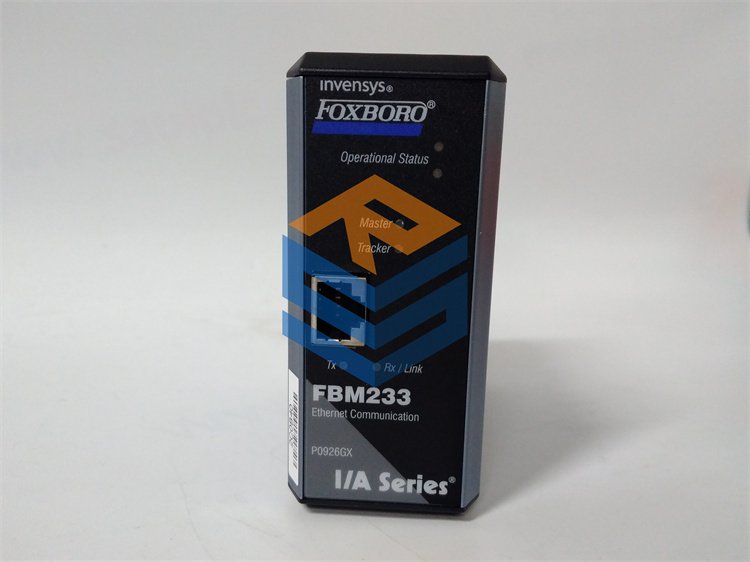 invensys®
FOXBORO®
Operational Status
Master
Tracker
Tx
Rx / Link
FBM233
Ethernet Communication
P0926GX
I/A Series®